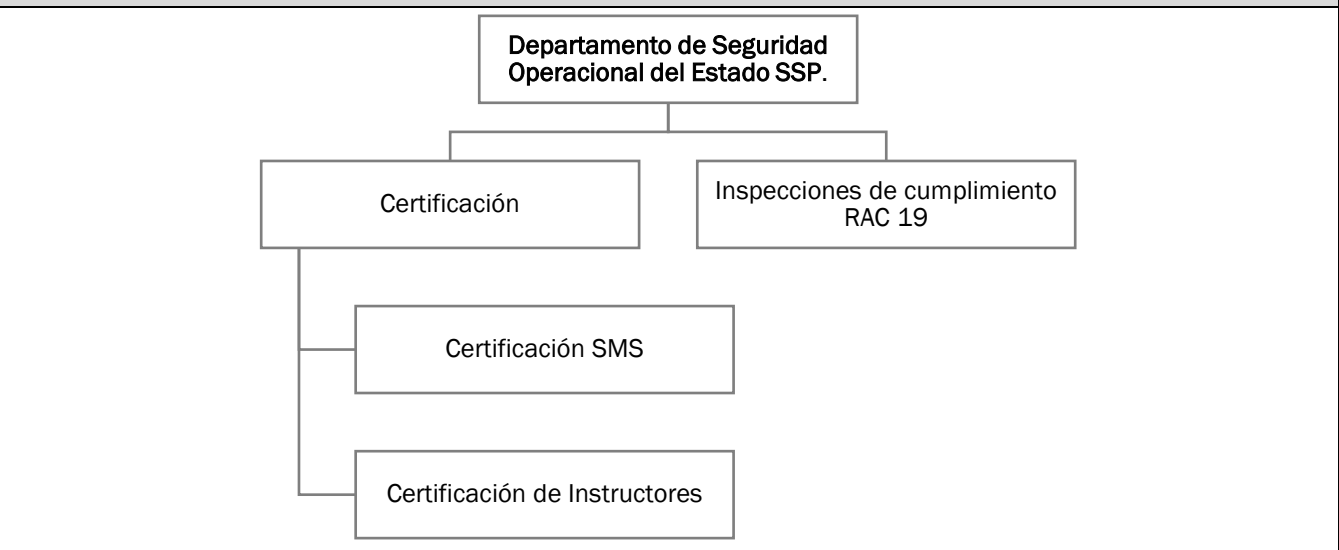 Departamento de Seguridad
Operacional del Estado SSP.
Certificación
Inspecciones de cumplimiento
RAC 19
Certificación SMS
Certificación de Instructores